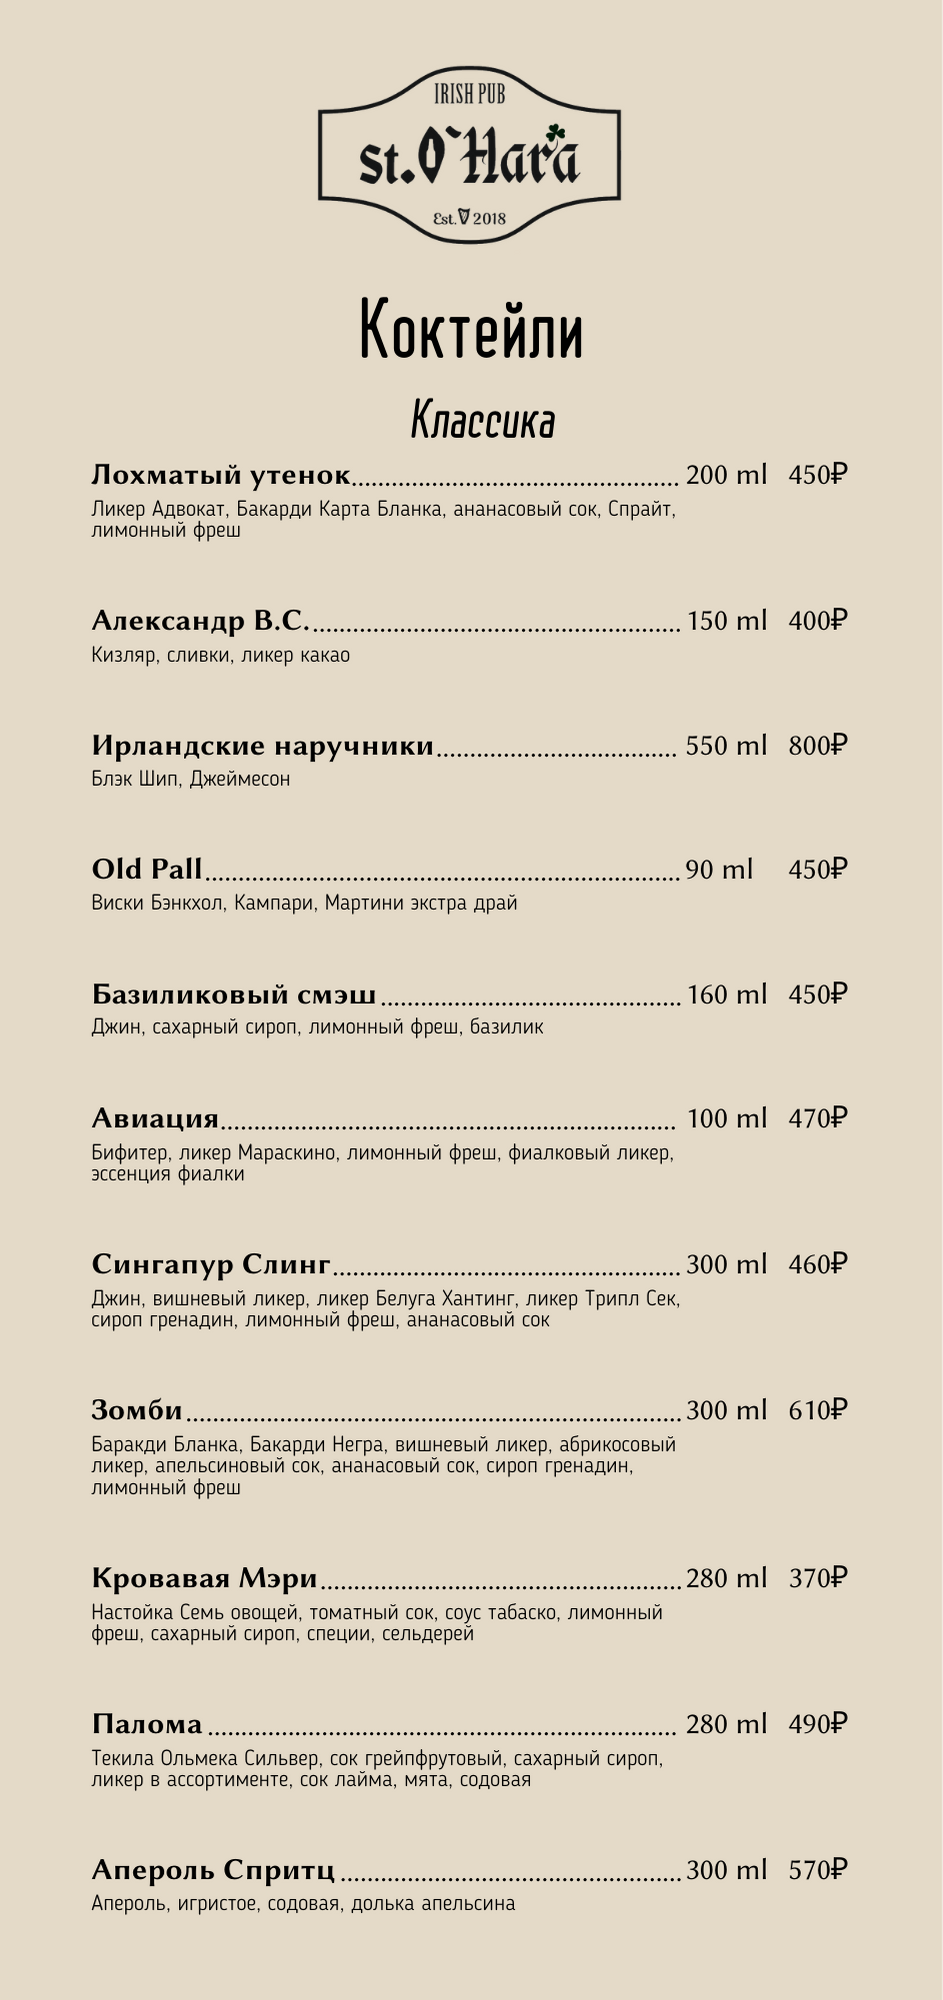 IRISH PUB
st.O`Hara
Est. 2018
Коктейли
Классика
Лохматый утенок........................................................ 200 ml 450₽
Ликер Адвокат, Бакарди Карта Бланка, ананасовый сок, Спрайт,
лимонный фреш
Александр В.С............................................................... 150 ml 400₽
Кизляр, сливки, ликер какао
Ирландские наручники......................................... 550 ml 800₽
Блэк Шип, Джеймесон
Old Pall................................................................................. 90 ml 450₽
Виски Бэнкхол, Кампари, Мартини экстра драй
Базиликовый смэш................................................... 160 ml 450₽
Джин, сахарный сироп, лимонный фреш, базилик
Авиация.............................................................................. 100 ml 470₽
Бифитер, ликер Мараскино, лимонный фреш, фиалковый ликер,
эссенция фиалки
Сингапур Слинг........................................................... 300 ml 460₽
Джин, вишневый ликер, ликер Белуга Хантинг, ликер Трипл Сек,
сироп гренадин, лимонный фреш, ананасовый сок
Зомби.................................................................................... 300 ml 610₽
Баракди Бланка, Бакарди Негра, вишневый ликер, абрикосовый
ликер, апельсиновый сок, ананасовый сок, сироп гренадин,
лимонный фреш
Кровавая Мэри............................................................. 280 ml 370₽
Настойка Семь овощей, томатный сок, соус табаско, лимонный
фреш, сахарный сироп, специи, сельдерей
Палома................................................................................ 280 ml 490₽
Текила Ольмека Сильвер, сок грейпфрутовый, сахарный сироп,
ликер в ассортименте, сок лайма, мята, содовая
Апероль Спритц.......................................................... 300 ml 570₽
Апероль, игристое, содовая, долька апельсина